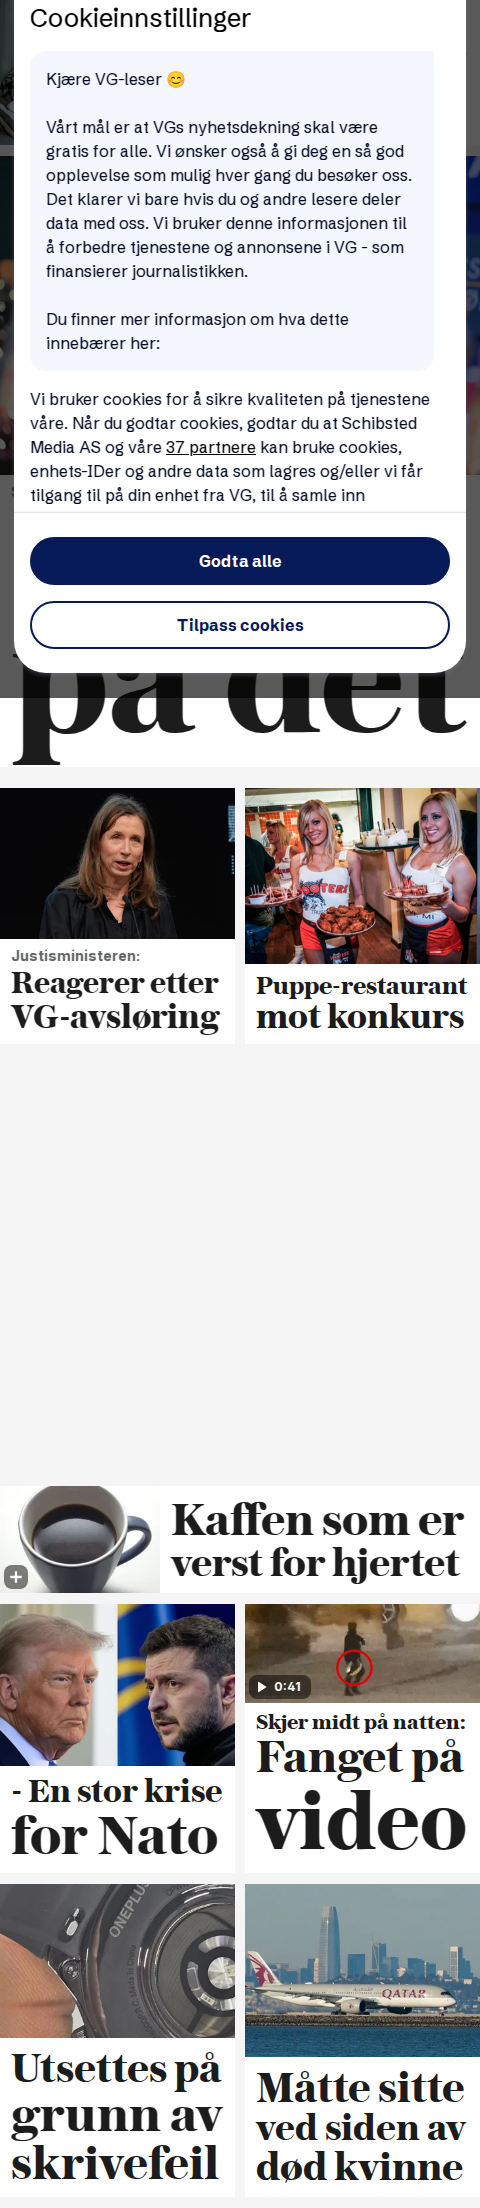 Cookieinnstillinger
Kjære VG-leser 😊
Vårt mål er at VGs nyhetsdekning skal være
gratis for alle. Vi ønsker også å gi deg en så god
opplevelse som mulig hver gang du besøker oss.
Det klarer vi bare hvis du og andre lesere deler
data med oss. Vi bruker denne informasjonen til
å forbedre tjenestene og annonsene i VG - som
finansierer journalistikken.
Du finner mer informasjon om hva dette
innebærer her:
Vi bruker cookies for å sikre kvaliteten på tjenestene
våre. Når du godtar cookies, godtar du at Schibsted
Media AS og våre 37 partnere kan bruke cookies,
enhets-IDer og andre data som lagres og/eller vi får
tilgang til på din enhet fra VG, til å samle inn
Godta alle
Tilpass cookies
på det
Justisministeren:
Reagerer etter
VG-avsløring
HOOTERS
Puppe-restaurant
mot konkurs
Kaffen som er
verst for hjertet
- En stor krise
for Nato
0:41
Skjer midt på natten:
Fanget på
video
ONEPLUS
Utsettes på
grunn av
skrivefeil
QATAR
Måtte sitte
ved siden av
død kvinne